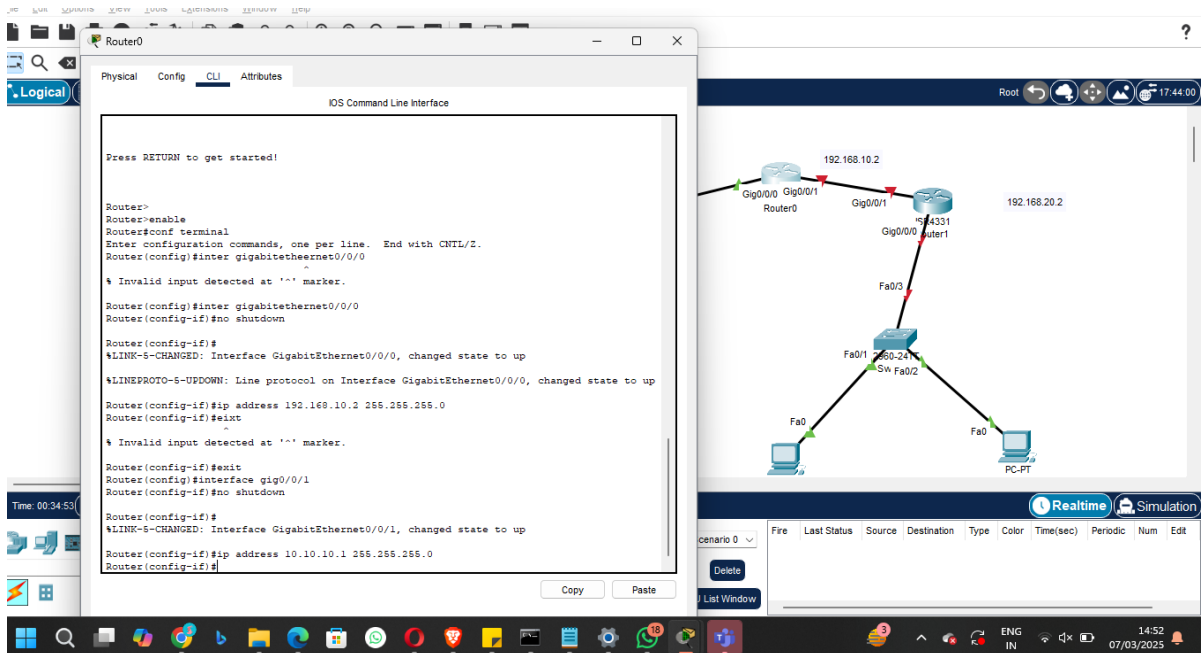 Router0
Physical Config CLI Attributes
IOS Command Line Interface
Press RETURN to get started!
Router>
Router>enable
Router#conf terminal
Enter configuration commands, one per line.  End with CNTL/Z.
Router(config)#inter gigabitetheernet0/0/0
^
% Invalid input detected at '^' marker.
Router(config)#inter gigabitethernet0/0/0
Router(config-if)#no shutdown
Router(config-if)#
%LINK-5-CHANGED: Interface GigabitEthernet0/0/0, changed state to up
%LINEPROTO-5-UPDOWN: Line protocol on Interface GigabitEthernet0/0/0, changed state to up
Router(config-if)#ip address 192.168.10.2 255.255.255.0
Router(config-if)#eixt
^
% Invalid input detected at '^' marker.
Router(config-if)#exit
Router(config)#interface gig0/0/1
Router(config-if)#no shutdown
Router(config-if)#
%LINK-5-CHANGED: Interface GigabitEthernet0/0/1, changed state to up
Router(config-if)#ip address 10.10.10.1 255.255.255.0
Router(config-if)#
Copy Paste
Logical
Root
17:44:00
192.168.10.2
Gig0/0/0 Gig0/0/1
Router0
Gig0/0/1
192.168.20.2
Gig0/0/0
Fa0/3
Fa0/1
Fa0/2
Fa0
Fa0
PC-PT
Time: 00:34:53
Realtime Simulation
Fire Last Status Source Destination Type Color Time(sec) Periodic Num Edit
Delete
List Window
18
3
ENG
IN
14:52
07/03/2025